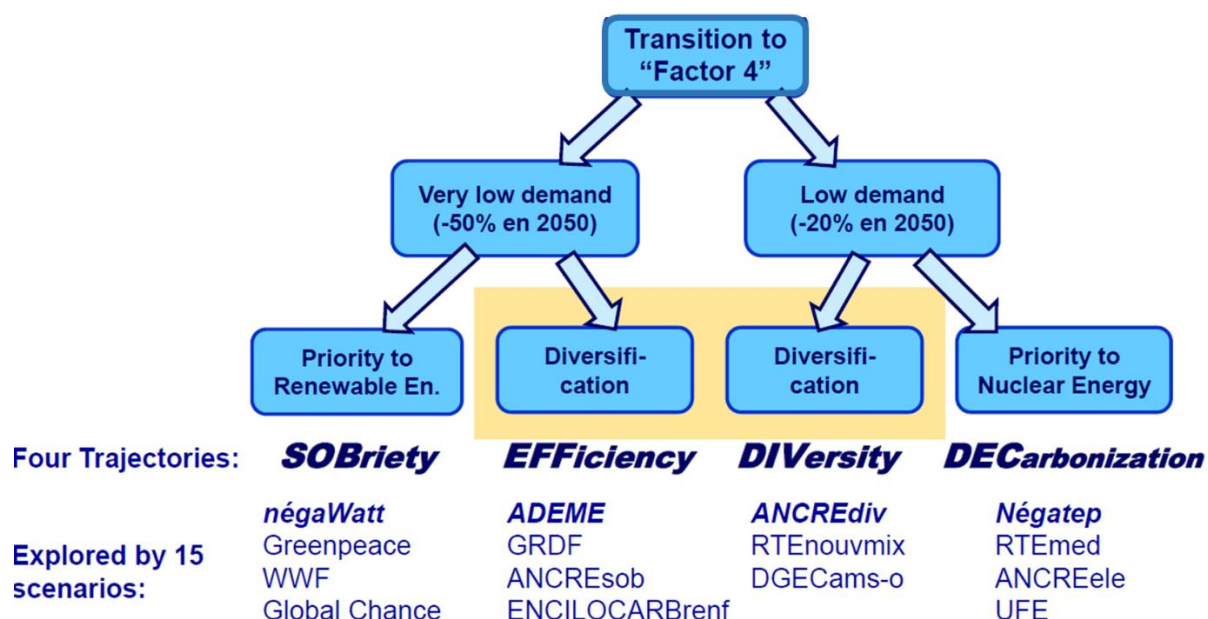 Transition to
“Factor 4”
Very low demand
(-50% en 2050)
Low demand
(-20% en 2050)
Priority to
Renewable En.
Diversifi-
cation
Diversifi-
cation
Priority to
Nuclear Energy
Four Trajectories:
SOBriety
EFFiciency
DIVersity
DECarbonization
Explored by 15
scenarios:
négaWatt
Greenpeace
WWF
Global Chance
ADEME
GRDF
ANCREsob
ENCILOCARBrenf
ANCREdiv
RTEnouvmix
DGECams-o
Négatep
RTEmed
ANCREele
UFE